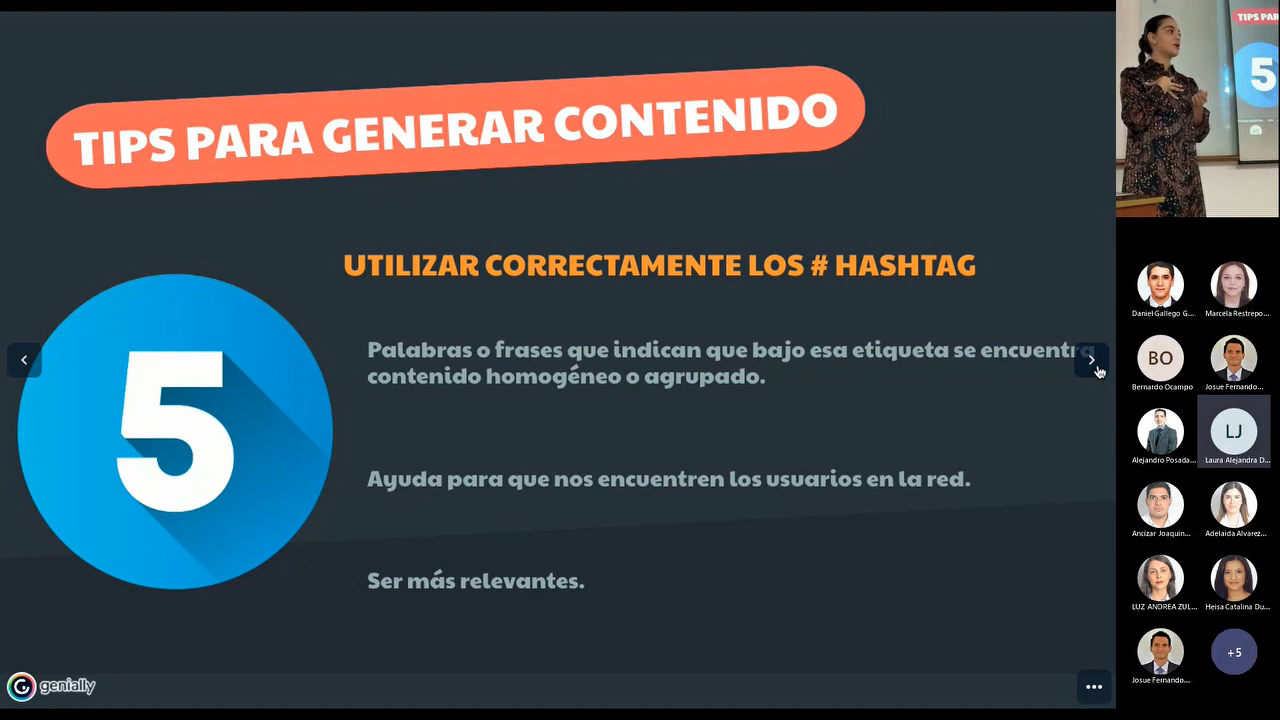 TIPS PARA GENERAR CONTENIDO
UTILIZAR CORRECTAMENTE LOS # HASHTAG
5
Palabras o frases que indican que bajo esa etiqueta se encuentra
contenido homogéneo o agrupado.
Ayuda para que nos encuentren los usuarios en la red.
Ser más relevantes.
genially
TIPS PAR
5
Daniel Gallego G...
Marcela Restrepo...
BO
Bernardo Ocampo
Josue Fernando...
Alejandro Posada...
LJ
Laura Alejandra D...
Ancizar Joaquin...
Adelaida Alvarez...
LUZ ANDREA ZUL...
Heisa Catalina Du...
Josue Fernando...
+5